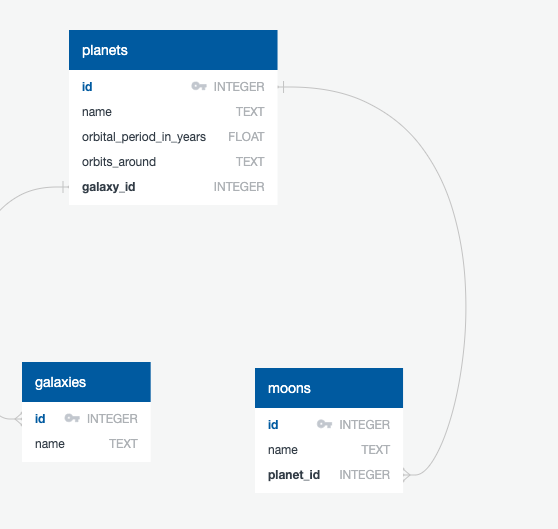 planets
id INTEGER
name TEXT
orbital_period_in_years FLOAT
orbits_around TEXT
galaxy_id INTEGER
galaxies
id INTEGER
name TEXT
moons
id INTEGER
name TEXT
planet_id INTEGER